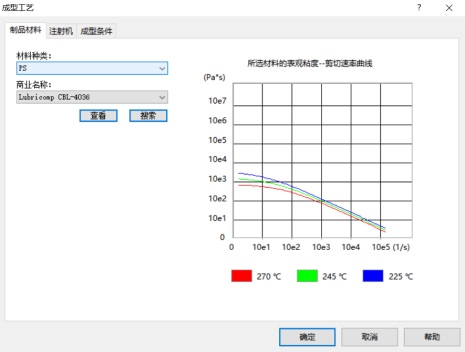 成型工艺
? ×
制品材料 注射机 成型条件
材料种类:
PS
商业名称:
Lubricomp CBL-4036
查看 搜索
所选材料的表观粘度--剪切速率曲线
(Pa*s)
10e7
10e6
10e5
10e4
10e3
10e2
10e1
0
0 10e1 10e2 10e3 10e4 10e5 (1/s)
270 ℃ 245 ℃ 225 ℃
确定 取消 帮助